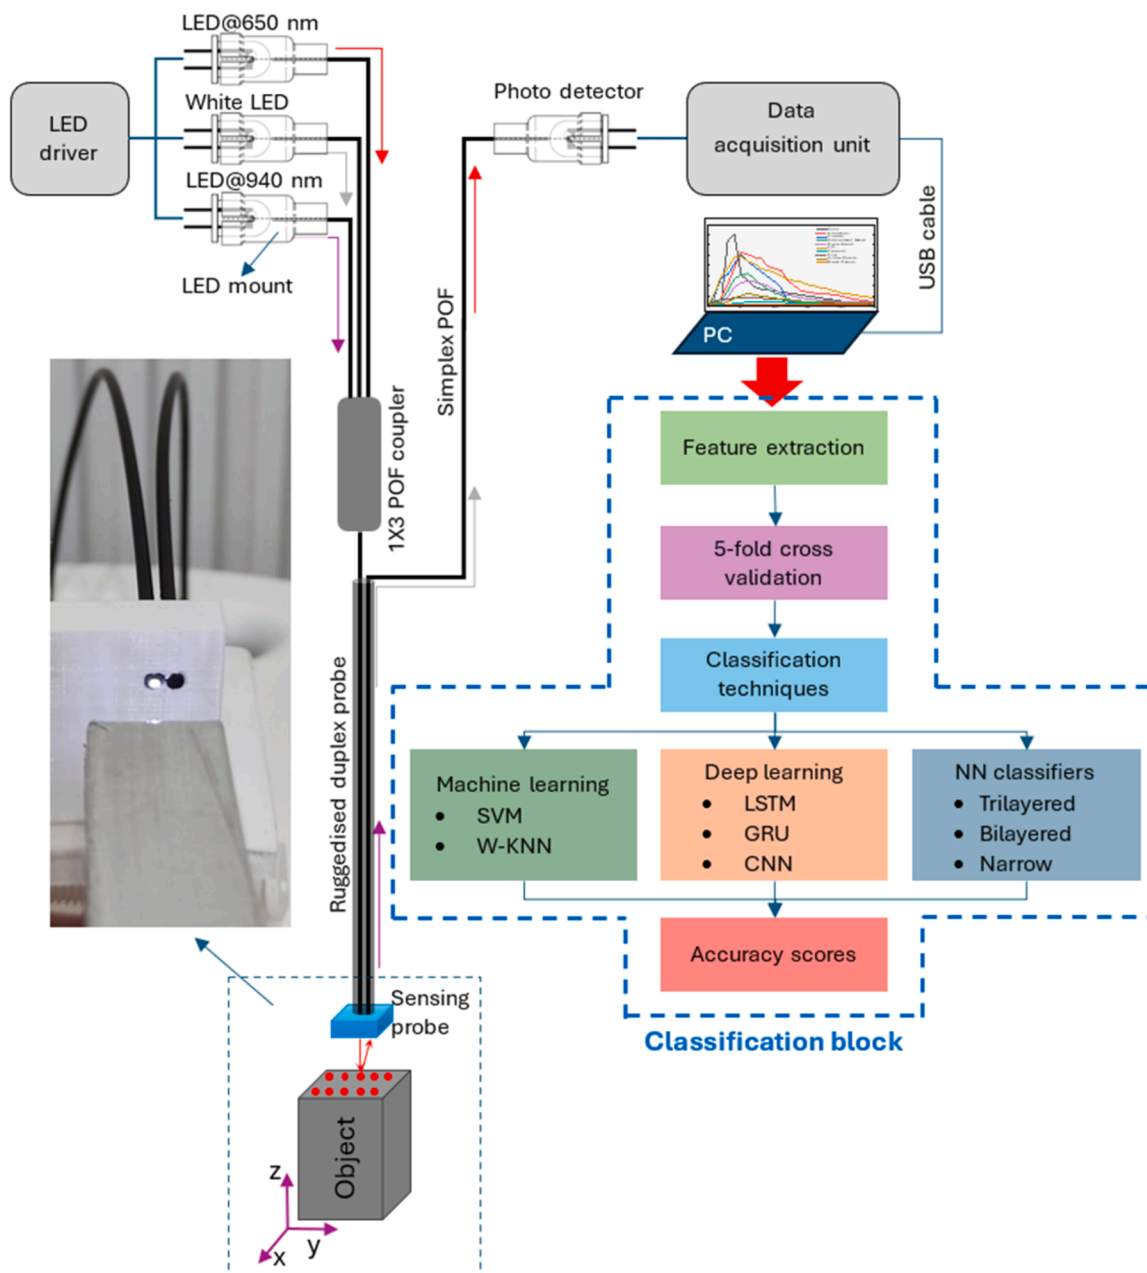 LED@650 nm
White LED
LED@940 nm
LED
driver
LED mount
Photo detector
Data
acquisition unit
USB cable
PC
Simplex POF
1X3 POF coupler
Ruggedised duplex probe
Sensing
probe
Object
z
y
x
Feature extraction
5-fold cross
validation
Classification
techniques
Machine learning
• SVM
• W-KNN
Deep learning
• LSTM
• GRU
• CNN
NN classifiers
• Trilayered
• Bilayered
• Narrow
Accuracy scores
Classification block